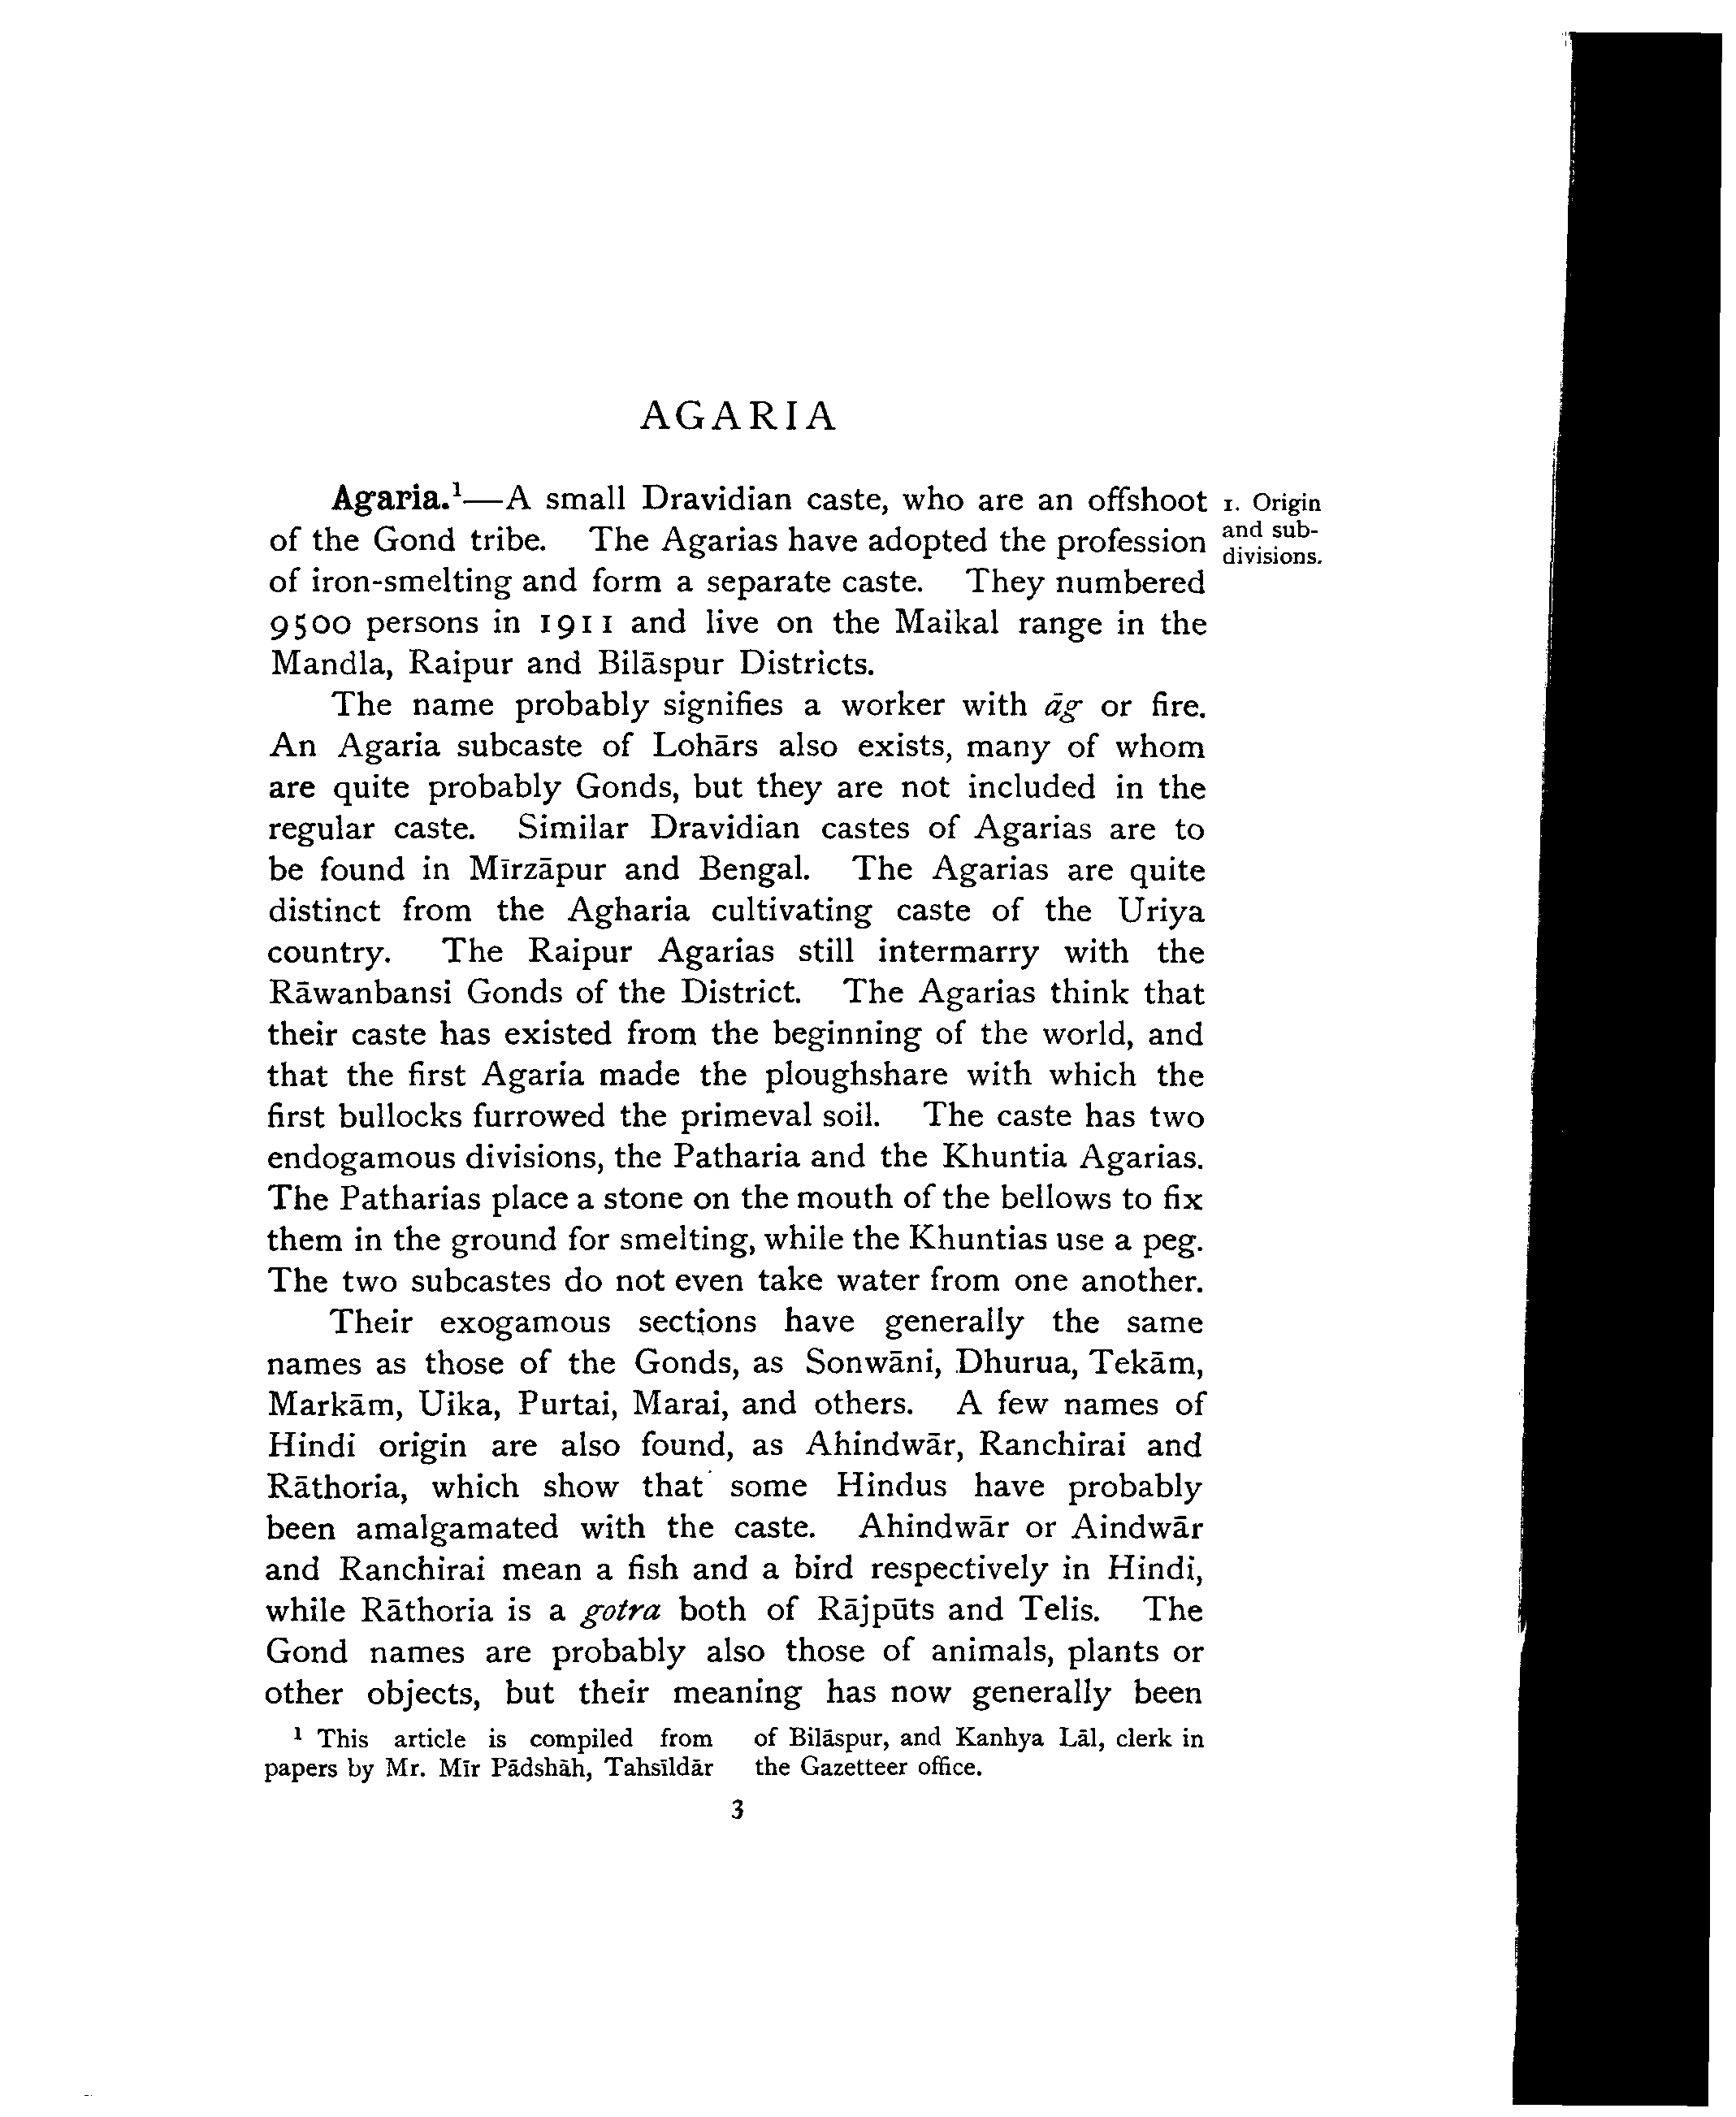 AGARIA
Agaria.¹—A small Dravidian caste, who are an offshoot
of the Gond tribe. The Agarias have adopted the profession
of iron-smelting and form a separate caste. They numbered
9500 persons in 1911 and live on the Maikal range in the
Mandla, Raipur and Bilāspur Districts.
1. Origin
and sub-
divisions.
The name probably signifies a worker with āg or fire.
An Agaria subcaste of Lohārs also exists, many of whom
are quite probably Gonds, but they are not included in the
regular caste. Similar Dravidian castes of Agarias are to
be found in Mīrzāpur and Bengal. The Agarias are quite
distinct from the Agharia cultivating caste of the Uriya
country. The Raipur Agarias still intermarry with the
Rāwanbansi Gonds of the District. The Agarias think that
their caste has existed from the beginning of the world, and
that the first Agaria made the ploughshare with which the
first bullocks furrowed the primeval soil. The caste has two
endogamous divisions, the Patharia and the Khuntia Agarias.
The Patharias place a stone on the mouth of the bellows to fix
them in the ground for smelting, while the Khuntias use a peg.
The two subcastes do not even take water from one another.
Their exogamous sections have generally the same
names as those of the Gonds, as Sonwāni, Dhurua, Tekām,
Markām, Uika, Purtai, Marai, and others. A few names of
Hindi origin are also found, as Ahindwār, Ranchirai and
Rāthoria, which show that some Hindus have probably
been amalgamated with the caste. Ahindwār or Aindwār
and Ranchirai mean a fish and a bird respectively in Hindi,
while Rāthoria is a gotra both of Rājpūts and Telis. The
Gond names are probably also those of animals, plants or
other objects, but their meaning has now generally been
¹ This article is compiled from
papers by Mr. Mīr Pādshāh, Tahsīldār
of Bilāspur, and Kanhya Lāl, clerk in
the Gazetteer office.
3